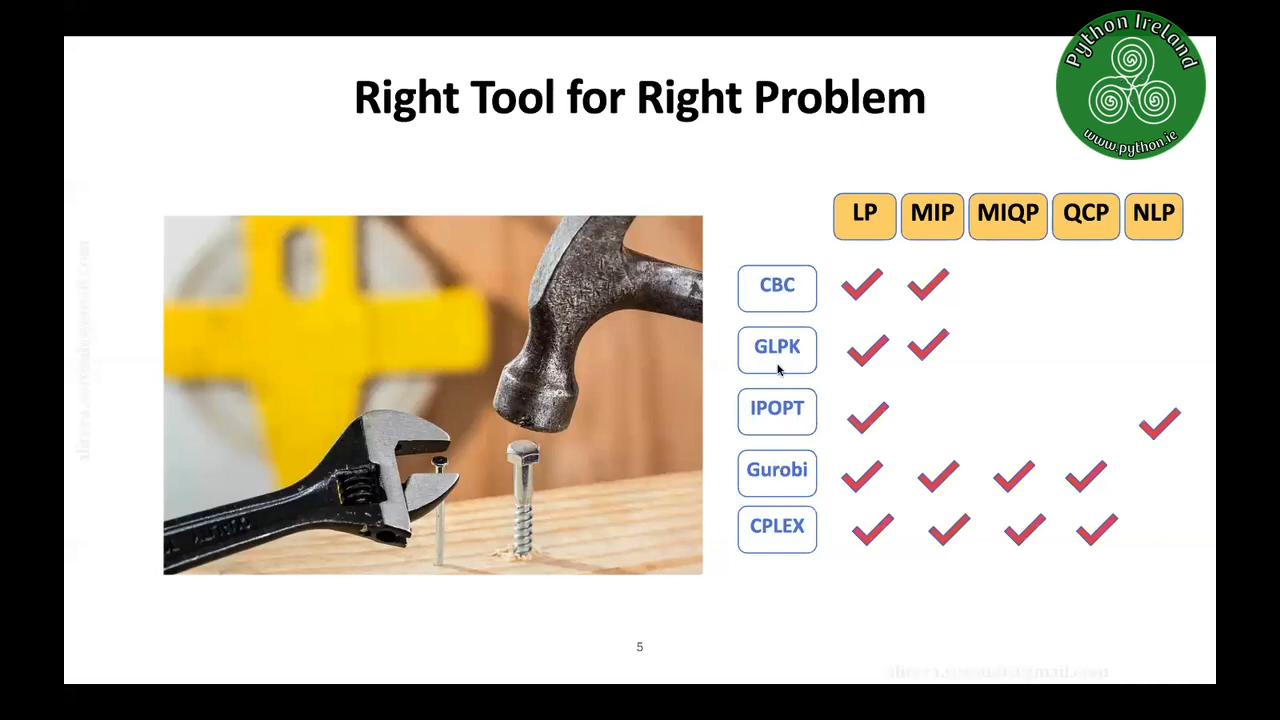 Python Ireland
www.python.ie
Right Tool for Right Problem
LP MIP MIQP QCP NLP
CBC
GLPK
IPOPT
Gurobi
CPLEX
5